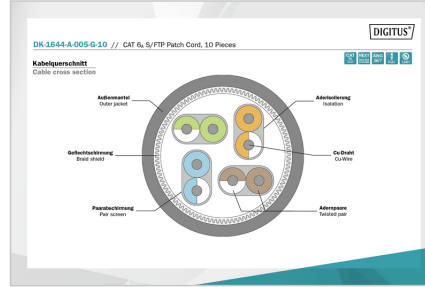 DIGITUS®
DK-1644-A-005-G-10 // CAT 6A S/FTP Patch Cord, 10 Pieces
Kabelquerschnitt
Cable cross section
Außenmantel
Outer jacket
Aderisolierung
Isolation
Geflechtschirmung
Braid shield
Cu-Draht
Cu-Wire
Paarabschirmung
Pair screen
Adernpaare
Twisted pair